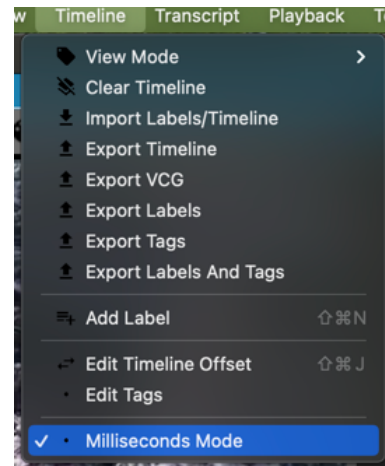 Timeline Transcript Playback
View Mode
Clear Timeline
Import Labels/Timeline
Export Timeline
Export VCG
Export Labels
Export Tags
Export Labels And Tags
Add Label ⇧⌘N
Edit Timeline Offset ⇧⌘J
Edit Tags
Milliseconds Mode